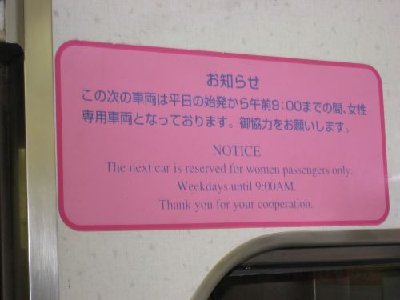 お知らせ
この次の車両は平日の始発から午前9:00までの間、女性
専用車両となっております。御協力をお願いします。
NOTICE
The next car is reserved for women passengers only.
Weekdays until 9:00AM.
Thank you for your cooperation.